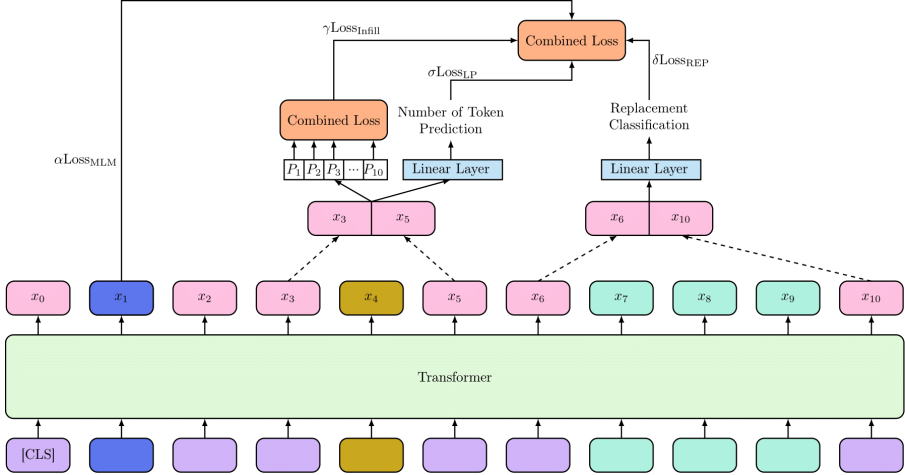 γLoss_Infill
Combined Loss
δLoss_REP
σLoss_LP
Combined Loss
Number of Token
Prediction
Replacement
Classification
αLoss_MLM
P_1 P_2 P_3 ... P_10
Linear Layer
Linear Layer
x_3 x_5
x_6 x_10
x_0 x_1 x_2 x_3 x_4 x_5 x_6 x_7 x_8 x_9 x_10
Transformer
[CLS]